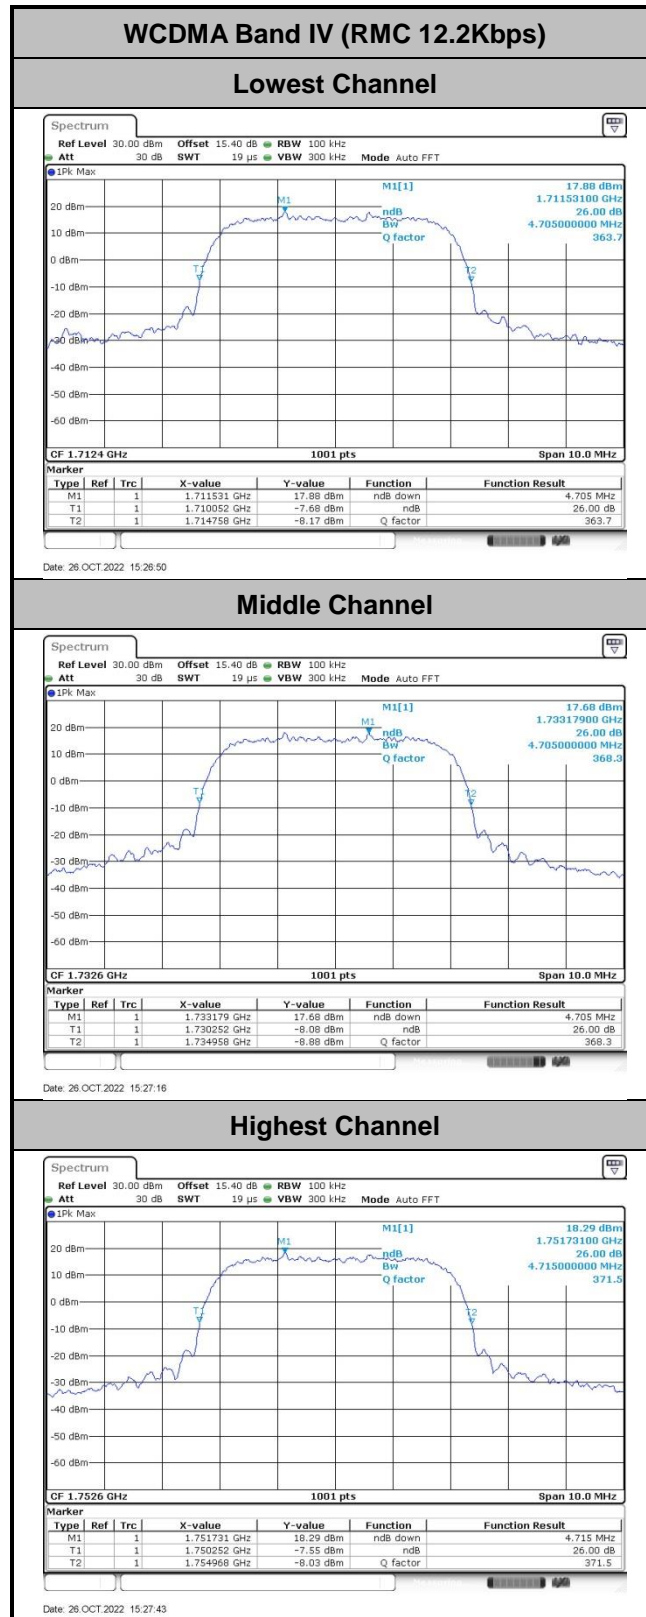 WCDMA Band IV (RMC 12.2Kbps)
Lowest Channel
Spectrum
Ref Level 30.00 dBm Offset 15.40 dB RBW 100 kHz
Att 30 dB SWT 19 µs VBW 300 kHz Mode Auto FFT
1Pk Max
M1[1] 17.88 dBm
1.71153100 GHz
ndB 26.00 dB
Bw 4.705000000 MHz
Q factor 363.7
M1
20 dBm
10 dBm
0 dBm
T1
T2
-10 dBm
-20 dBm
-30 dBm
-40 dBm
-50 dBm
-60 dBm
CF 1.7124 GHz 1001 pts Span 10.0 MHz
Marker
Type Ref Trc X-value Y-value Function Function Result
M1 1 1.711531 GHz 17.88 dBm ndB down 4.705 MHz
T1 1 1.710052 GHz -7.68 dBm ndB 26.00 dB
T2 1 1.714758 GHz -8.17 dBm Q factor 363.7
Date: 26.OCT.2022 15:26:50
Middle Channel
Spectrum
Ref Level 30.00 dBm Offset 15.40 dB RBW 100 kHz
Att 30 dB SWT 19 µs VBW 300 kHz Mode Auto FFT
1Pk Max
M1[1] 17.68 dBm
1.73317900 GHz
ndB 26.00 dB
Bw 4.705000000 MHz
Q factor 368.3
M1
20 dBm
10 dBm
0 dBm
T1
T2
-10 dBm
-20 dBm
-30 dBm
-40 dBm
-50 dBm
-60 dBm
CF 1.7326 GHz 1001 pts Span 10.0 MHz
Marker
Type Ref Trc X-value Y-value Function Function Result
M1 1 1.733179 GHz 17.68 dBm ndB down 4.705 MHz
T1 1 1.730252 GHz -8.08 dBm ndB 26.00 dB
T2 1 1.734958 GHz -8.88 dBm Q factor 368.3
Date: 26.OCT.2022 15:27:16
Highest Channel
Spectrum
Ref Level 30.00 dBm Offset 15.40 dB RBW 100 kHz
Att 30 dB SWT 19 µs VBW 300 kHz Mode Auto FFT
1Pk Max
M1[1] 18.29 dBm
1.75173100 GHz
ndB 26.00 dB
Bw 4.715000000 MHz
Q factor 371.5
M1
20 dBm
10 dBm
0 dBm
T1
T2
-10 dBm
-20 dBm
-30 dBm
-40 dBm
-50 dBm
-60 dBm
CF 1.7526 GHz 1001 pts Span 10.0 MHz
Marker
Type Ref Trc X-value Y-value Function Function Result
M1 1 1.751731 GHz 18.29 dBm ndB down 4.715 MHz
T1 1 1.750252 GHz -7.55 dBm ndB 26.00 dB
T2 1 1.754968 GHz -8.03 dBm Q factor 371.5
Date: 26.OCT.2022 15:27:43